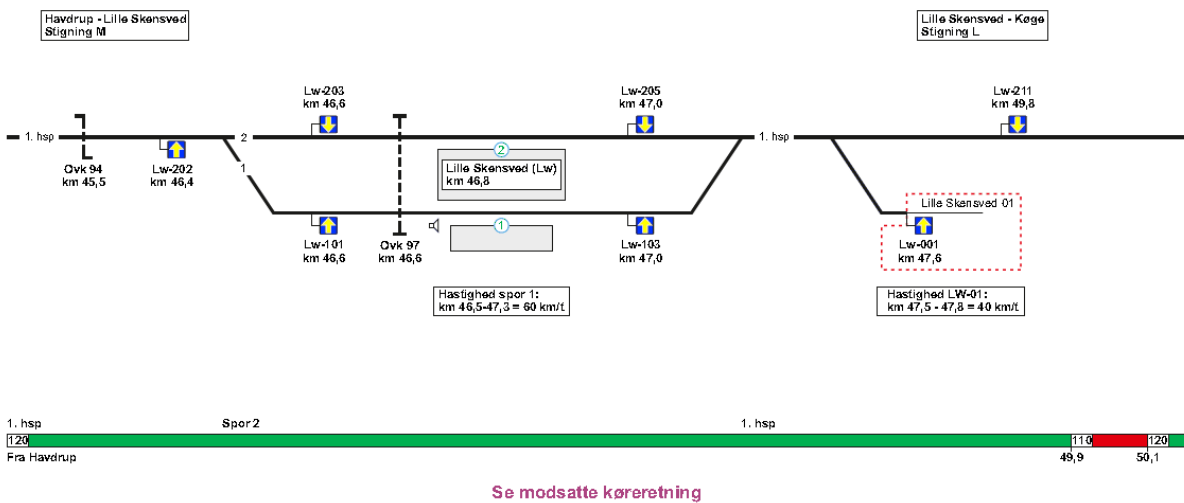 Havdrup - Lille Skensved
Stigning M
Lille Skensved - Køge
Stigning L
Lw-203
km 46,6
Lw-205
km 47,0
Lw-211
km 49,8
1. hsp
2
1. hsp
Ovk 94
km 45,5
Lw-202
km 46,4
1
2
Lille Skensved (Lw)
km 46,8
Lille Skensved 01
1
Lw-101
km 46,6
Ovk 97
km 46,6
Lw-103
km 47,0
Lw-001
km 47,6
Hastighed spor 1:
km 46,5-47,3 = 60 km/t
Hastighed LW-01:
km 47,5 - 47,8 = 40 km/t
1. hsp
Spor 2
1. hsp
120
110
120
Fra Havdrup
49,9
50,1
Se modsatte køreretning